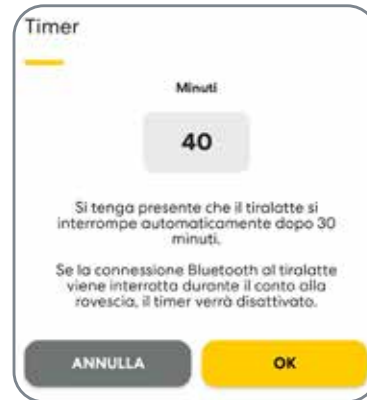 Timer
Minuti
40
Si tenga presente che il tiralatte si
interrompe automaticamente dopo 30
minuti.
Se la connessione Bluetooth al tiralatte
viene interrotta durante il conto alla
rovescia, il timer verrà disattivato.
ANNULLA
OK